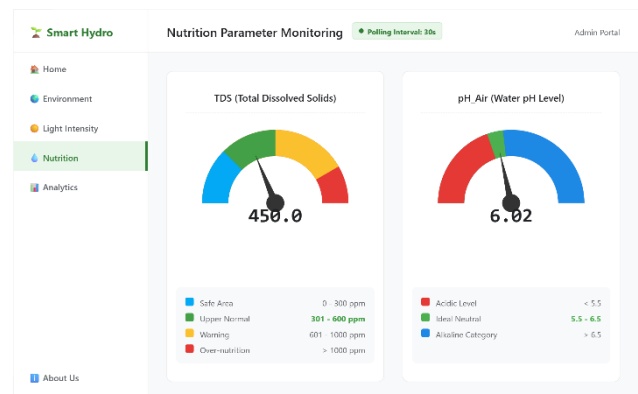 Smart Hydro
Nutrition Parameter Monitoring
Polling Interval: 30s
Admin Portal
Home
Environment
Light Intensity
Nutrition
Analytics
About Us
TDS (Total Dissolved Solids)
450.0
Safe Area 0 - 300 ppm
Upper Normal 301 - 600 ppm
Warning 601 - 1000 ppm
Over-nutrition > 1000 ppm
pH_Air (Water pH Level)
6.02
Acidic Level < 5.5
Ideal Neutral 5.5 - 6.5
Alkaline Category > 6.5